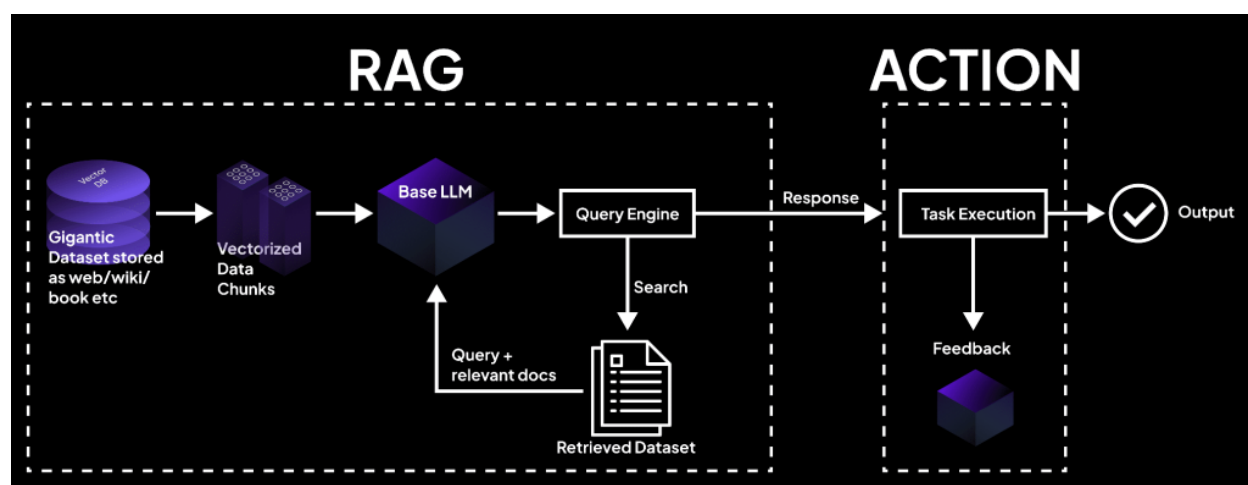 RAG
ACTION
Vector
DB
Gigantic
Dataset stored
as web/wiki/
book etc
Vectorized
Data
Chunks
Base LLM
Query Engine
Response
Task Execution
Output
Search
Query +
relevant docs
Retrieved Dataset
Feedback